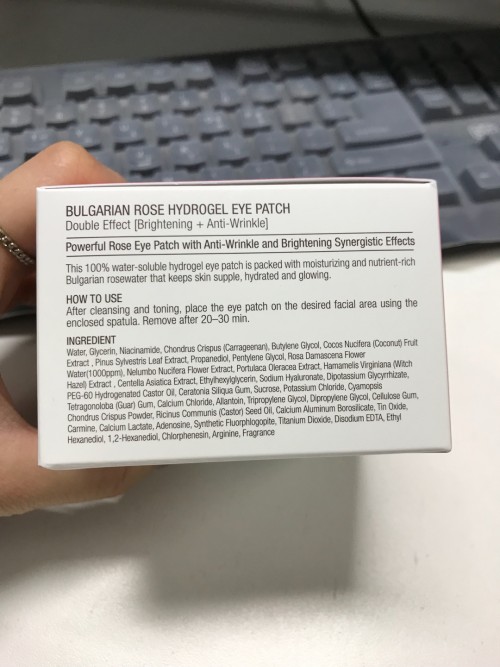 BULGARIAN ROSE HYDROGEL EYE PATCH
Double Effect [Brightening + Anti-Wrinkle]
Powerful Rose Eye Patch with Anti-Wrinkle and Brightening Synergistic Effects
This 100% water-soluble hydrogel eye patch is packed with moisturizing and nutrient-rich
Bulgarian rosewater that keeps skin supple, hydrated and glowing.
HOW TO USE
After cleansing and toning, place the eye patch on the desired facial area using the
enclosed spatula. Remove after 20–30 min.
INGREDIENT
Water, Glycerin, Niacinamide, Chondrus Crispus (Carrageenan), Butylene Glycol, Cocos Nucifera (Coconut) Fruit
Extract , Pinus Sylvestris Leaf Extract, Propanediol, Pentylene Glycol, Rosa Damascena Flower
Water(1000ppm), Nelumbo Nucifera Flower Extract, Portulaca Oleracea Extract, Hamamelis Virginiana (Witch
Hazel) Extract , Centella Asiatica Extract, Ethylhexylglycerin, Sodium Hyaluronate, Dipotassium Glycyrrhizate,
PEG-60 Hydrogenated Castor Oil, Ceratonia Siliqua Gum, Sucrose, Potassium Chloride, Cyamopsis
Tetragonoloba (Guar) Gum, Calcium Chloride, Allantoin, Tripropylene Glycol, Dipropylene Glycol, Cellulose Gum,
Chondrus Crispus Powder, Ricinus Communis (Castor) Seed Oil, Calcium Aluminum Borosilicate, Tin Oxide,
Carmine, Calcium Lactate, Adenosine, Synthetic Fluorphlogopite, Titanium Dioxide, Disodium EDTA, Ethyl
Hexanediol, 1,2-Hexanediol, Chlorphenesin, Arginine, Fragrance